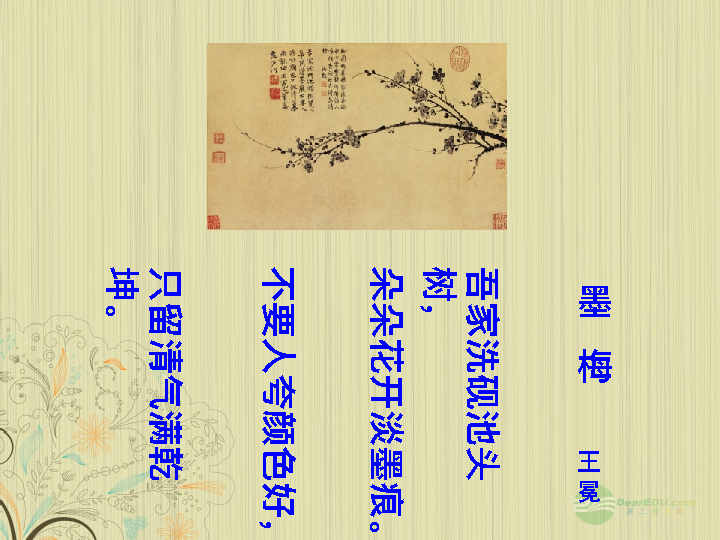 墨 梅
王冕
吾家洗砚池头
树，
朵朵花开淡墨痕。
不要人夸颜色好，
只留清气满乾
坤。
DearEDU.com